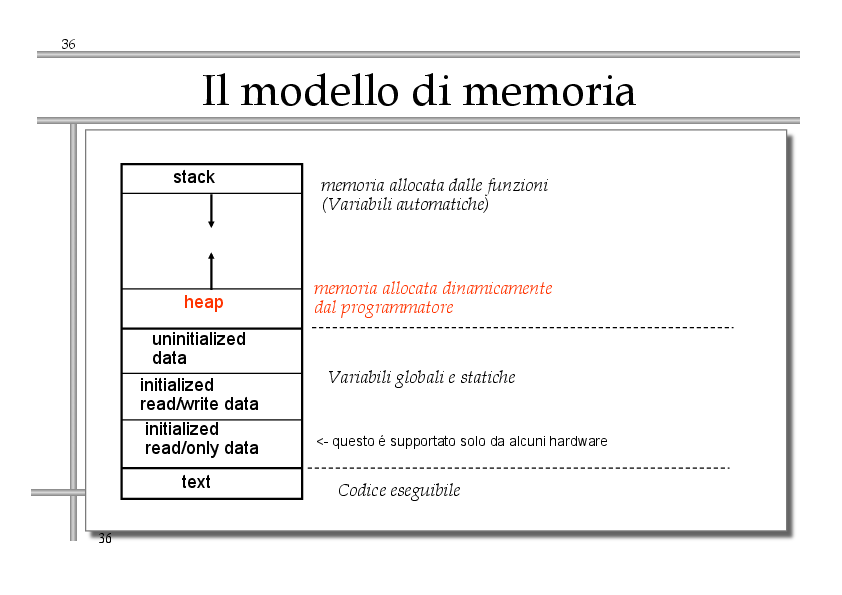 36
Il modello di memoria
stack
memoria allocata dalle funzioni
(Variabili automatiche)
heap
memoria allocata dinamicamente
dal programmatore
uninitialized
data
initialized
read/write data
Variabili globali e statiche
initialized
read/only data
<- questo é supportato solo da alcuni hardware
text
Codice eseguibile
36